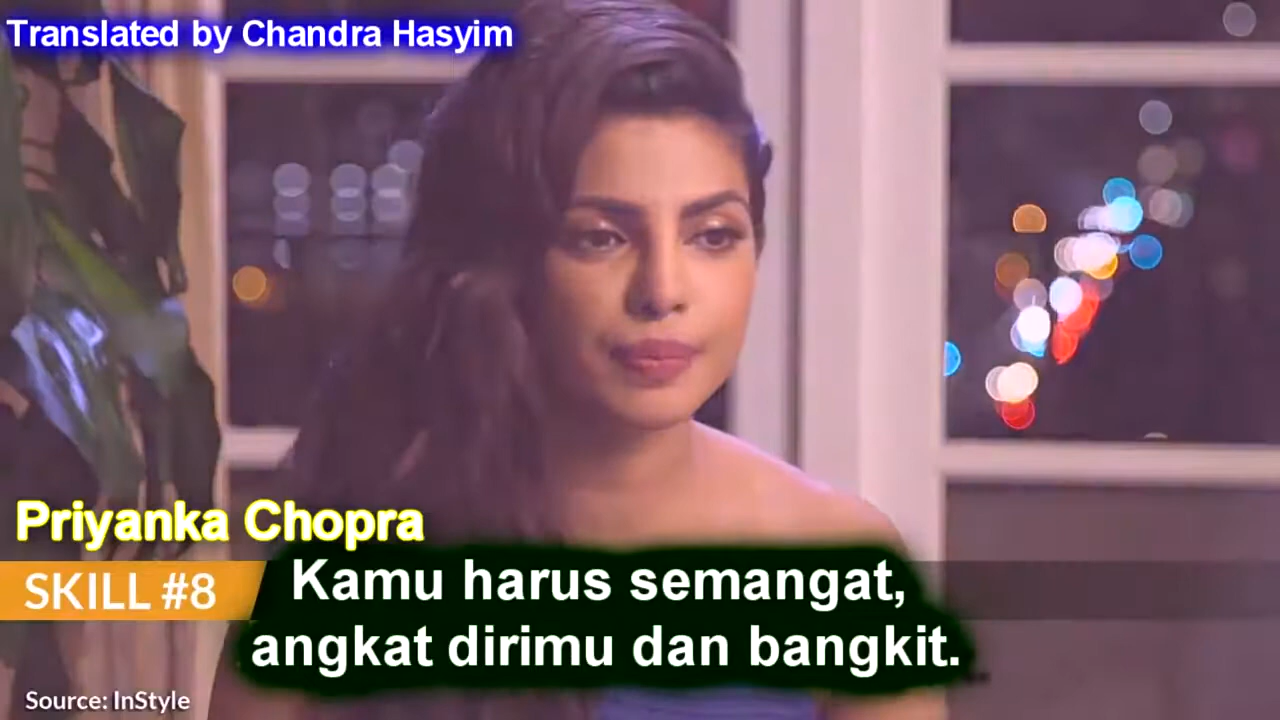 Translated by Chandra Hasyim
Priyanka Chopra
SKILL #8
Kamu harus semangat,
angkat dirimu dan bangkit.
Source: InStyle